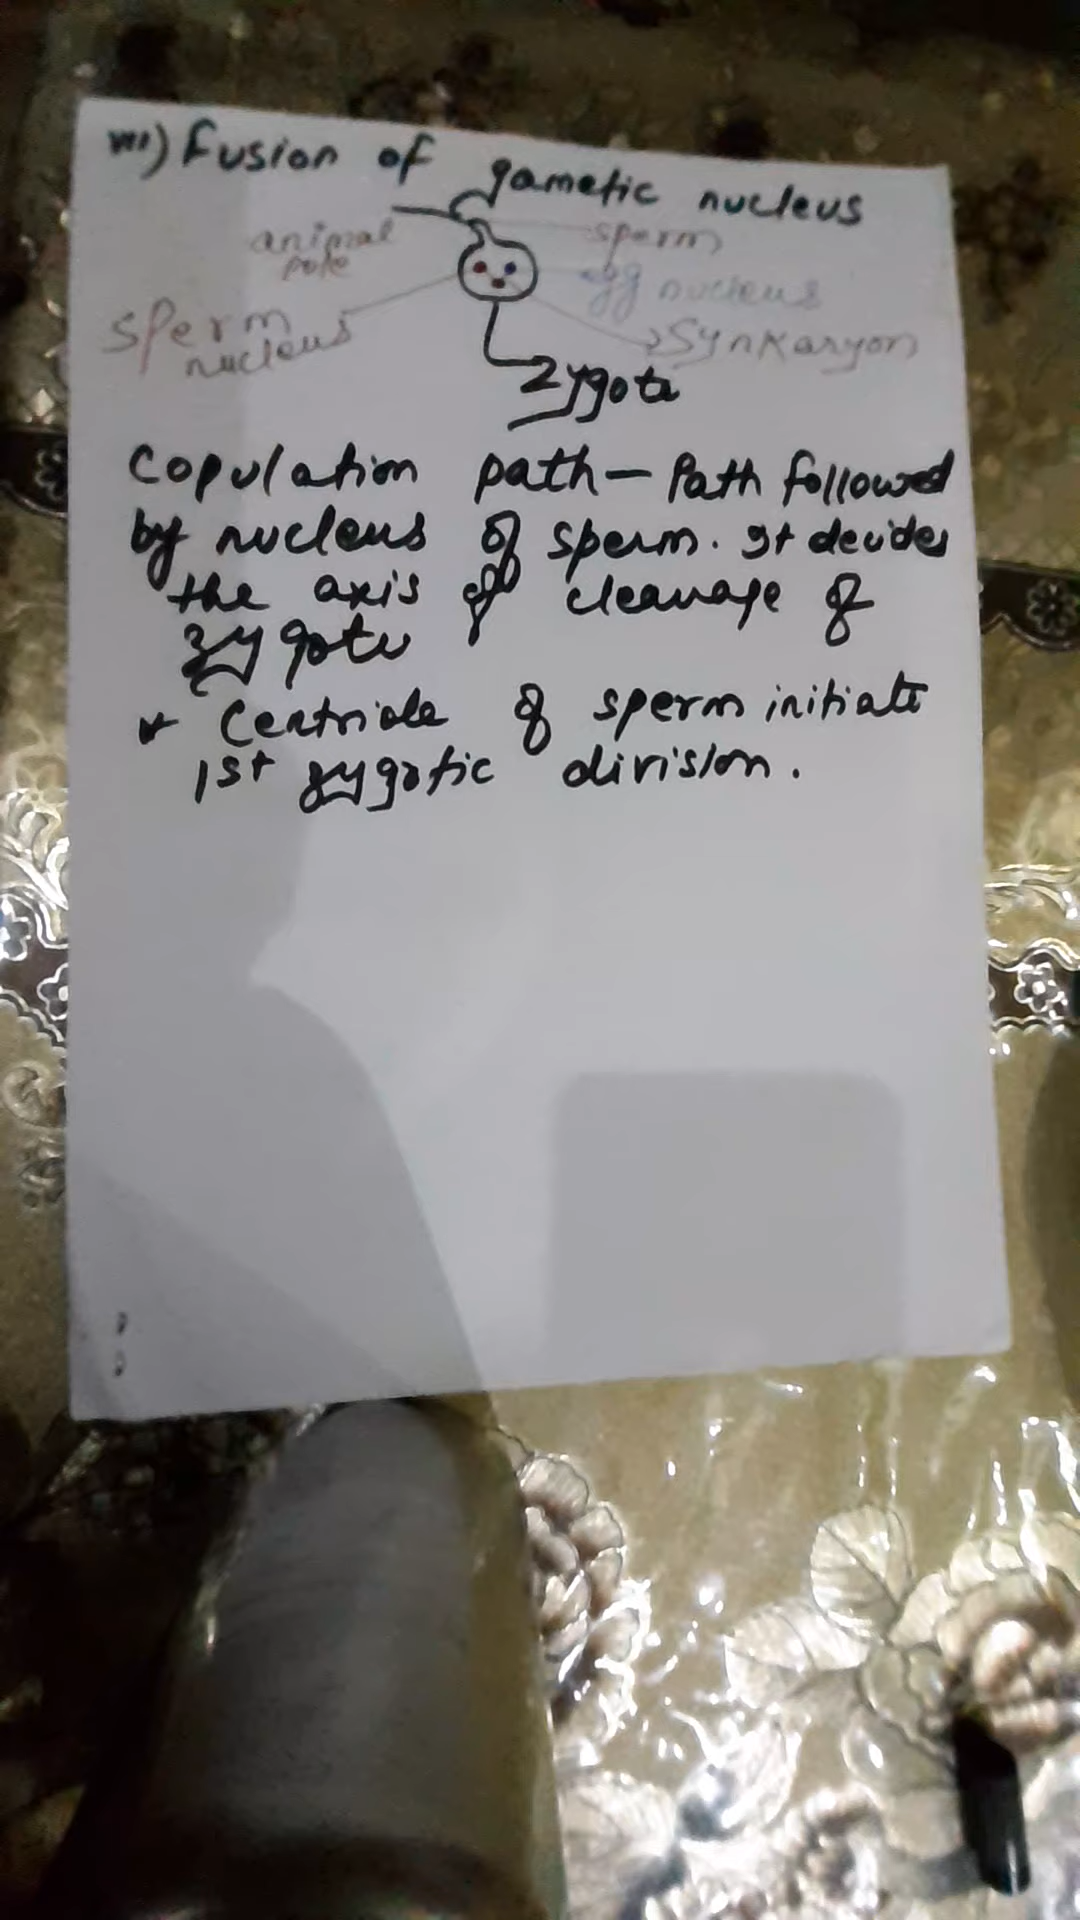 vii) Fusion of gametic nucleus
animal
pole
sperm
egg nucleus
sperm
nucleus
Synkaryon
Zygote
Copulation path - Path followed
by nucleus of sperm. It decides
the axis of cleavage of
zygote
* Centriole of sperm initiate
1st zygotic division.